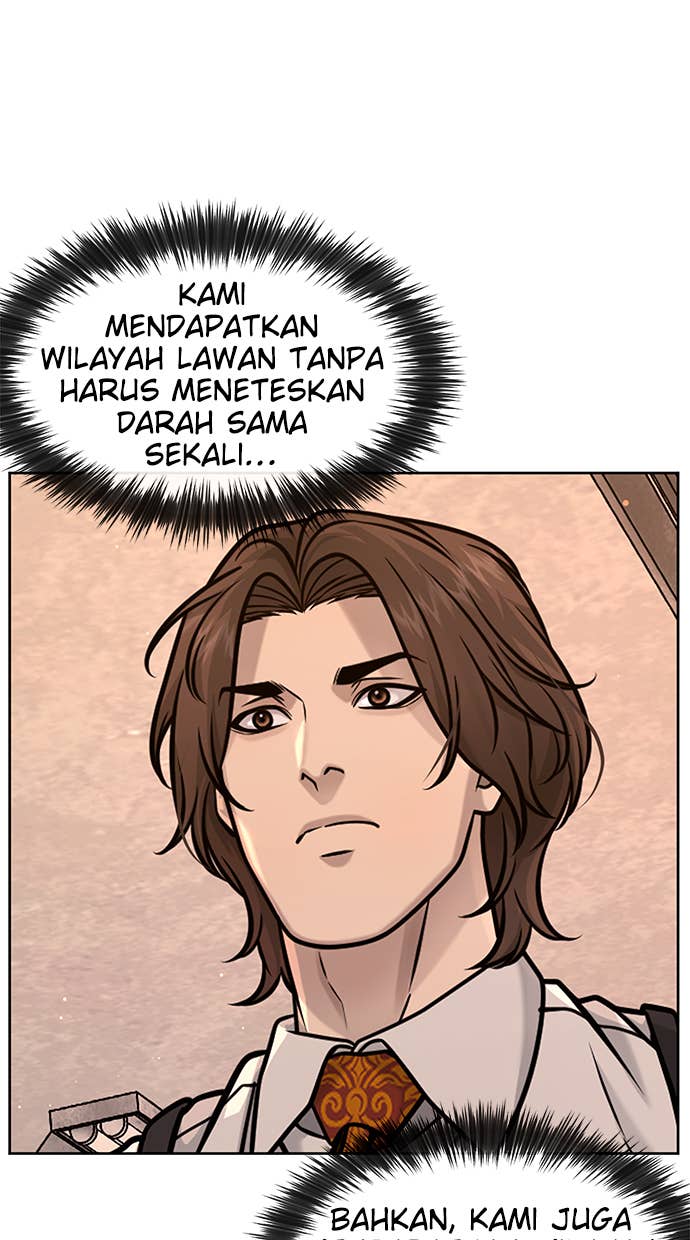 KAMI
MENDAPATKAN
WILAYAH LAWAN TANPA
HARUS MENETESKAN
DARAH SAMA
SEKALI...
BAHKAN, KAMI JUGA